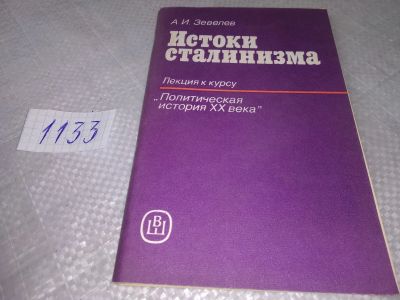 А. И. Зевелев
Истоки
сталинизма
Лекция к курсу
„Политическая
история XX века"
1133
ВШ